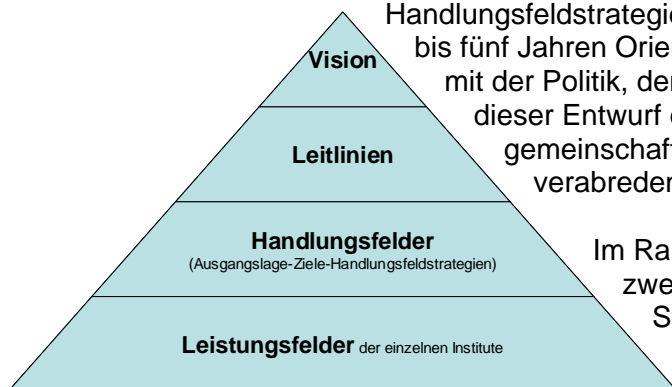 Handlungsfeldstrategie
bis fünf Jahren Orie
mit der Politik, der
dieser Entwurf
gemeinschaft
verabreden
Im Ra
zwe
S
Vision
Leitlinien
Handlungsfelder
(Ausgangslage-Ziele-Handlungsfeldstrategien)
Leistungsfelder der einzelnen Institute